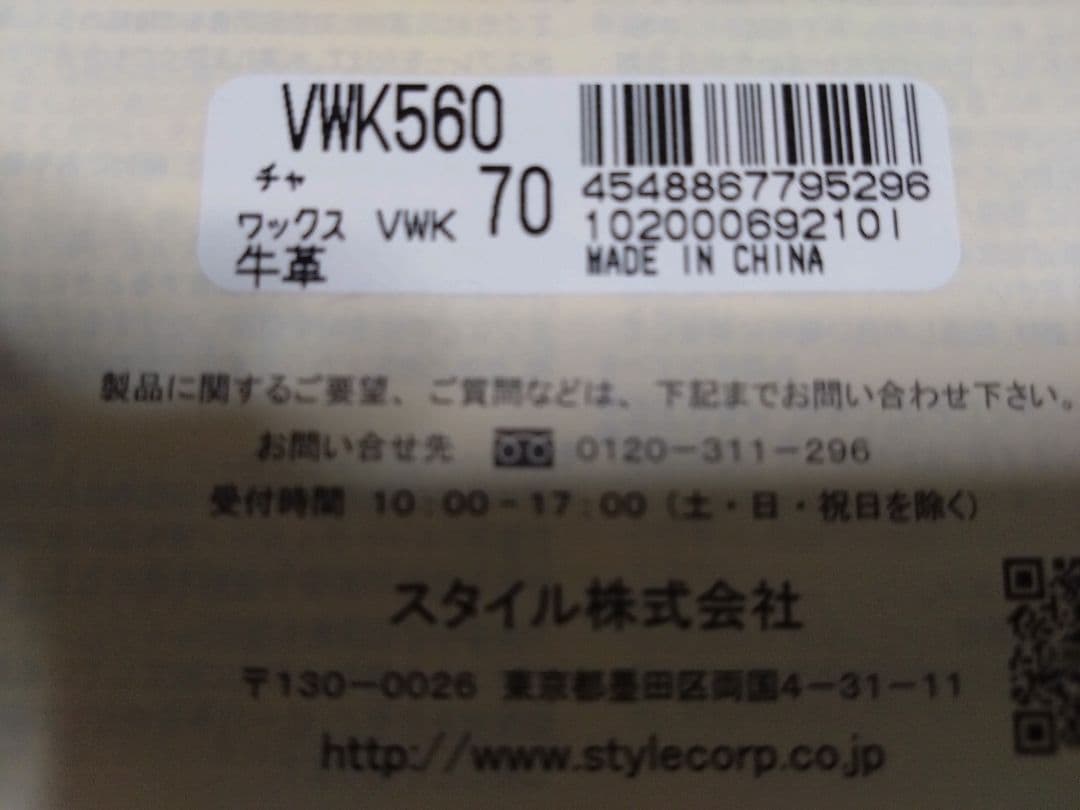 VWK560
チャ
ワックス VWK 70
牛革
4548867795296
102000692101
MADE IN CHINA
製品に関するご要望、ご質問などは、下記までお問い合わせ下さい。
お問い合せ先 0120-311-296
受付時間 10:00-17:00（土・日・祝日を除く）
スタイル株式会社
〒130-0026 東京都墨田区両国4-31-11
http://www.stylecorp.co.jp